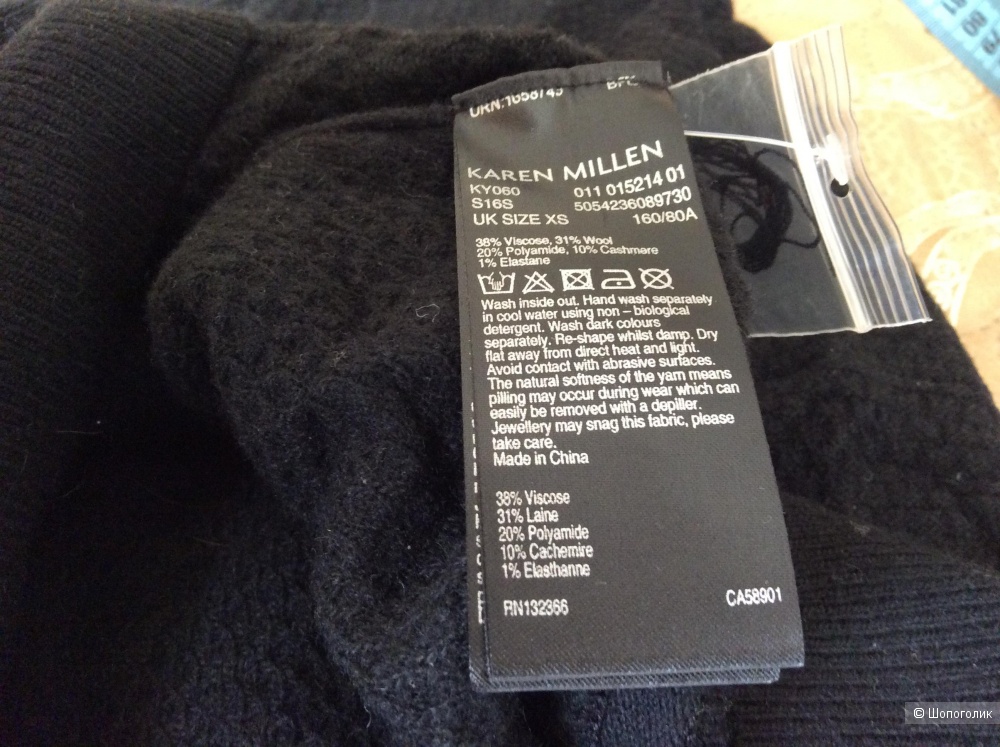 URN:1658745 BFL
KAREN MILLEN
KY060 011 015214 01
S16S 5054236089730
UK SIZE XS 160/80A
38% Viscose, 31% Wool
20% Polyamide, 10% Cashmere
1% Elastane
Wash inside out. Hand wash separately
in cool water using non – biological
detergent. Wash dark colours
separately. Re-shape whilst damp. Dry
flat away from direct heat and light.
Avoid contact with abrasive surfaces.
The natural softness of the yarn means
pilling may occur during wear which can
easily be removed with a depiller.
Jewellery may snag this fabric, please
take care.
Made in China
38% Viscose
31% Laine
20% Polyamide
10% Cachemire
1% Elasthanne
RN132366 CA58901
© Шопоголик